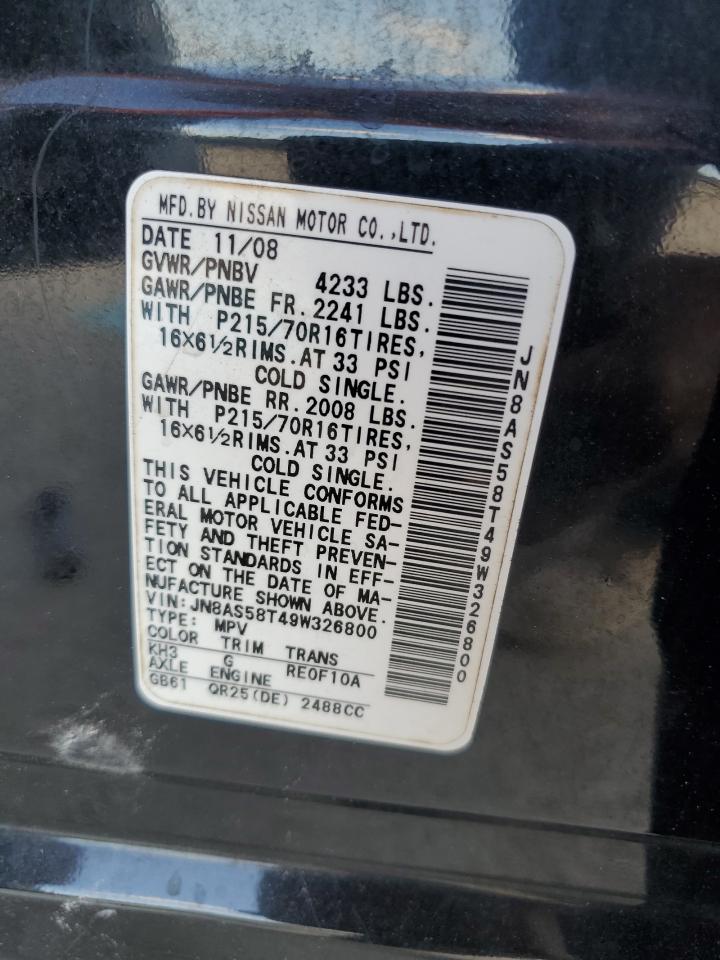 MFD.BY NISSAN MOTOR CO.,LTD.
DATE 11/08
GVWR/PNBV 4233 LBS.
GAWR/PNBE FR.2241 LBS.
WITH P215/70R16TIRES,
16X6½RIMS.AT 33 PSI
COLD SINGLE.
GAWR/PNBE RR.2008 LBS.
WITH P215/70R16TIRES,
16X6½RIMS.AT 33 PSI
COLD SINGLE.
THIS VEHICLE CONFORMS
TO ALL APPLICABLE FED-
ERAL MOTOR VEHICLE SA-
FETY AND THEFT PREVEN-
TION STANDARDS IN EFF-
ECT ON THE DATE OF MA-
NUFACTURE SHOWN ABOVE.
VIN: JN8AS58T49W326800
TYPE: MPV
COLOR TRIM TRANS
KH3 G RE0F10A
AXLE ENGINE
GB61 QR25(DE) 2488CC
JN8AS58T49W326800